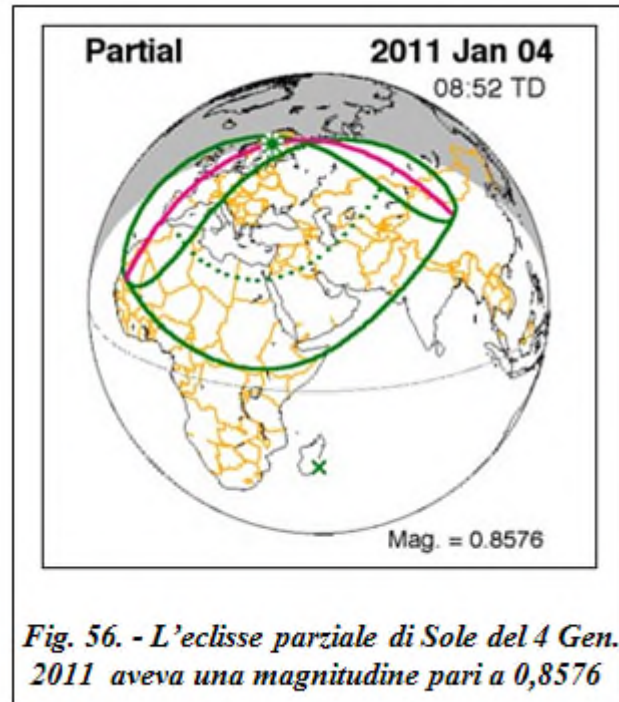 Partial 2011 Jan 04
08:52 TD
Mag. = 0.8576
Fig. 56. - L'eclisse parziale di Sole del 4 Gen.
2011 aveva una magnitudine pari a 0,8576